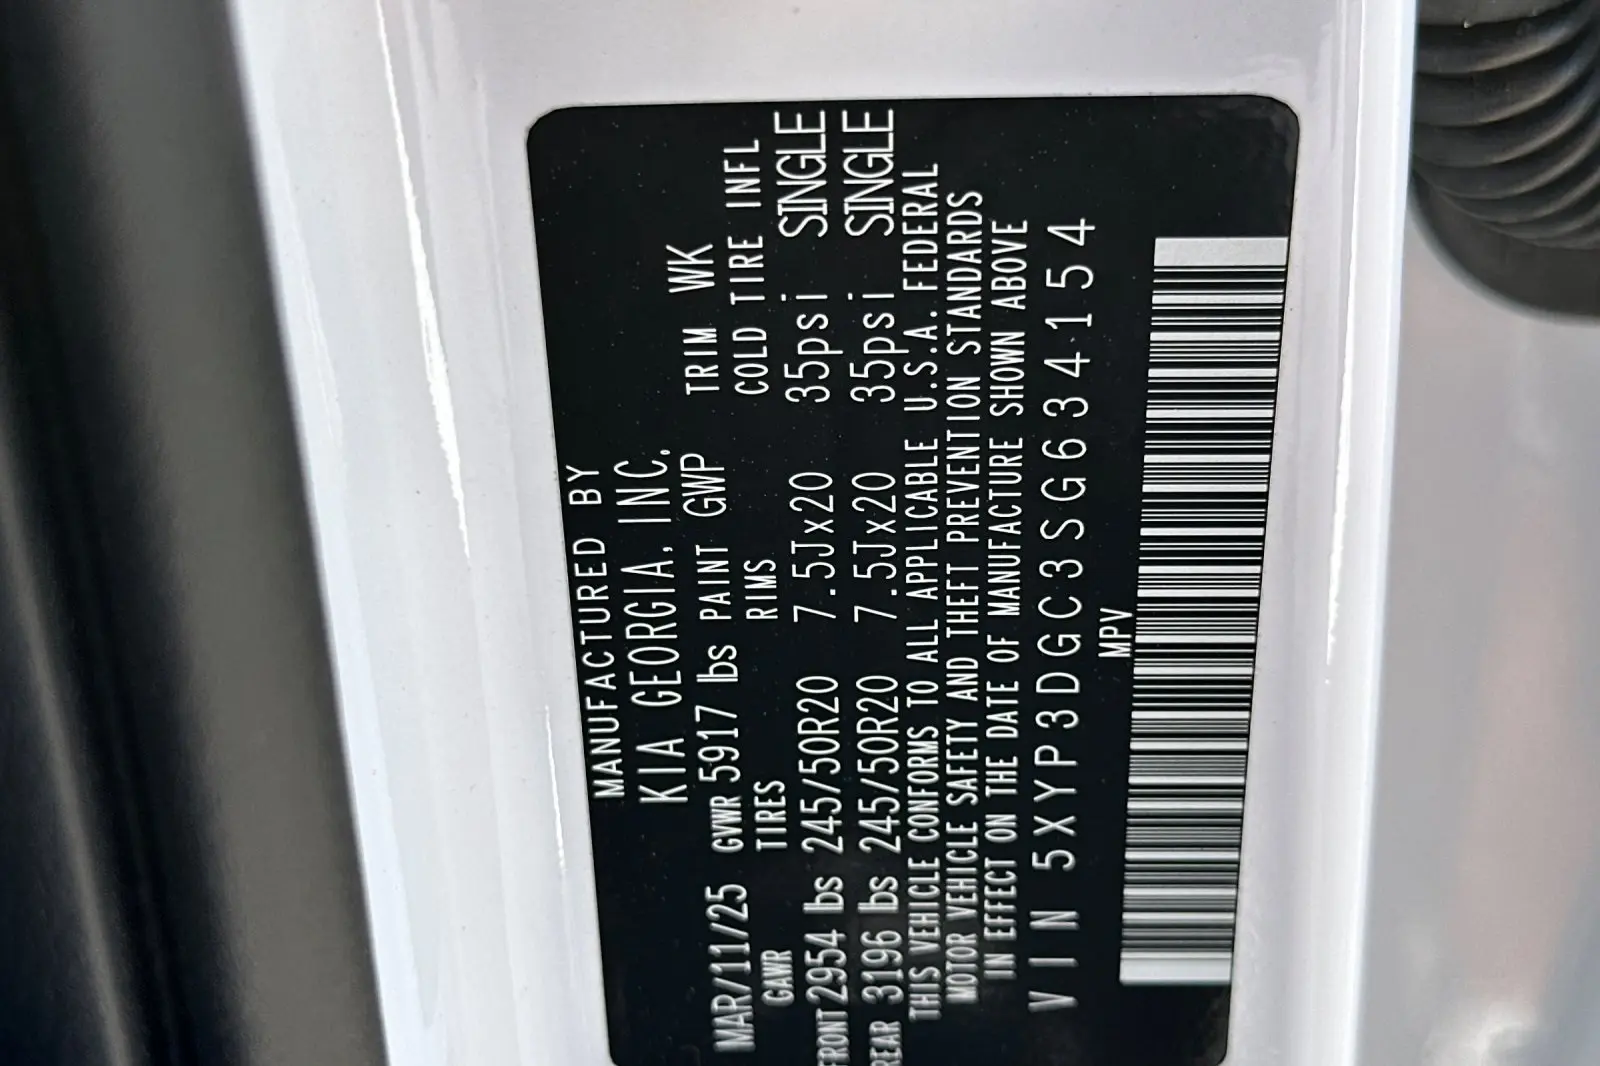 MANUFACTURED BY
KIA GEORGIA, INC.
MAR/11/25 GVWR 5917 lbs PAINT GWP TRIM WK
GAWR TIRES RIMS COLD TIRE INFL
FRONT 2954 lbs 245/50R20 7.5Jx20 35psi SINGLE
REAR 3196 lbs 245/50R20 7.5Jx20 35psi SINGLE
THIS VEHICLE CONFORMS TO ALL APPLICABLE U.S.A. FEDERAL
MOTOR VEHICLE SAFETY AND THEFT PREVENTION STANDARDS
IN EFFECT ON THE DATE OF MANUFACTURE SHOWN ABOVE
VIN 5XYP3DGC3SG634154
MPV